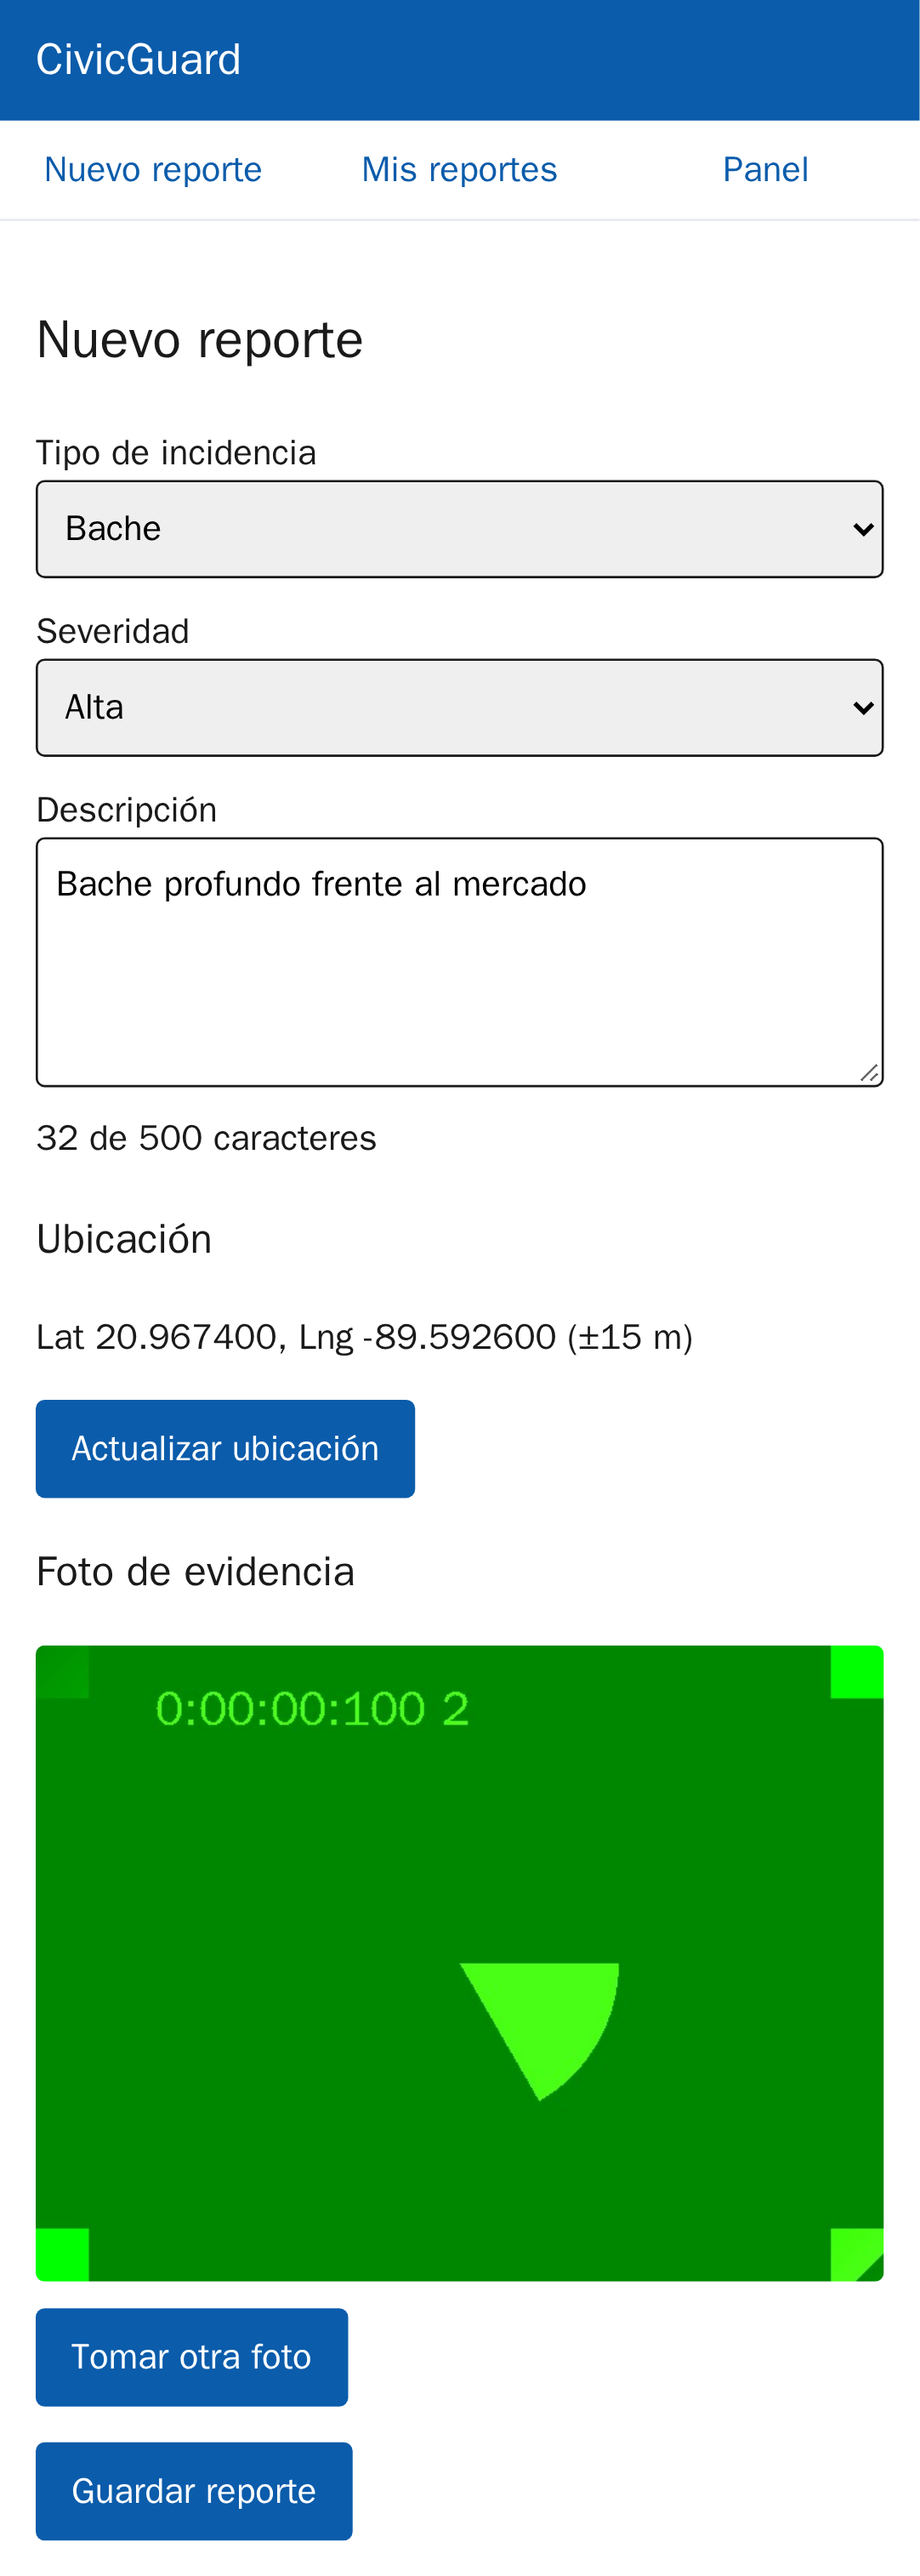 CivicGuard
Nuevo reporte Mis reportes Panel
Nuevo reporte
Tipo de incidencia
Bache
Severidad
Alta
Descripción
Bache profundo frente al mercado
32 de 500 caracteres
Ubicación
Lat 20.967400, Lng -89.592600 (±15 m)
Actualizar ubicación
Foto de evidencia
0:00:00:100 2
Tomar otra foto
Guardar reporte